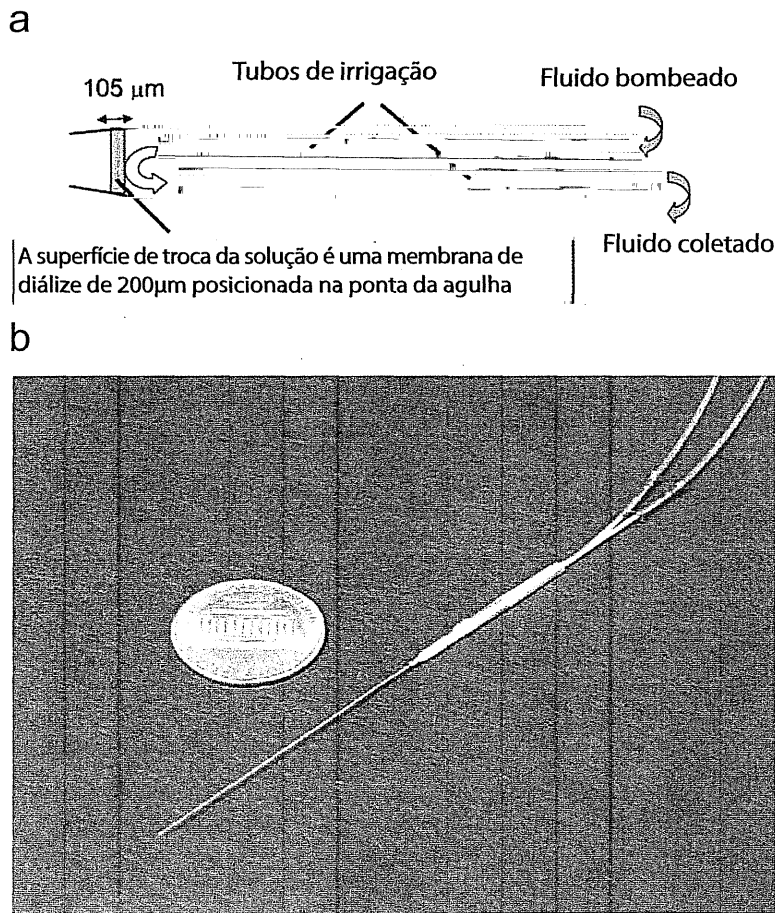 a
105 µm
Tubos de irrigação
Fluido bombeado
Fluido coletado
A superfície de troca da solução é uma membrana de
diálize de 200µm posicionada na ponta da agulha
b